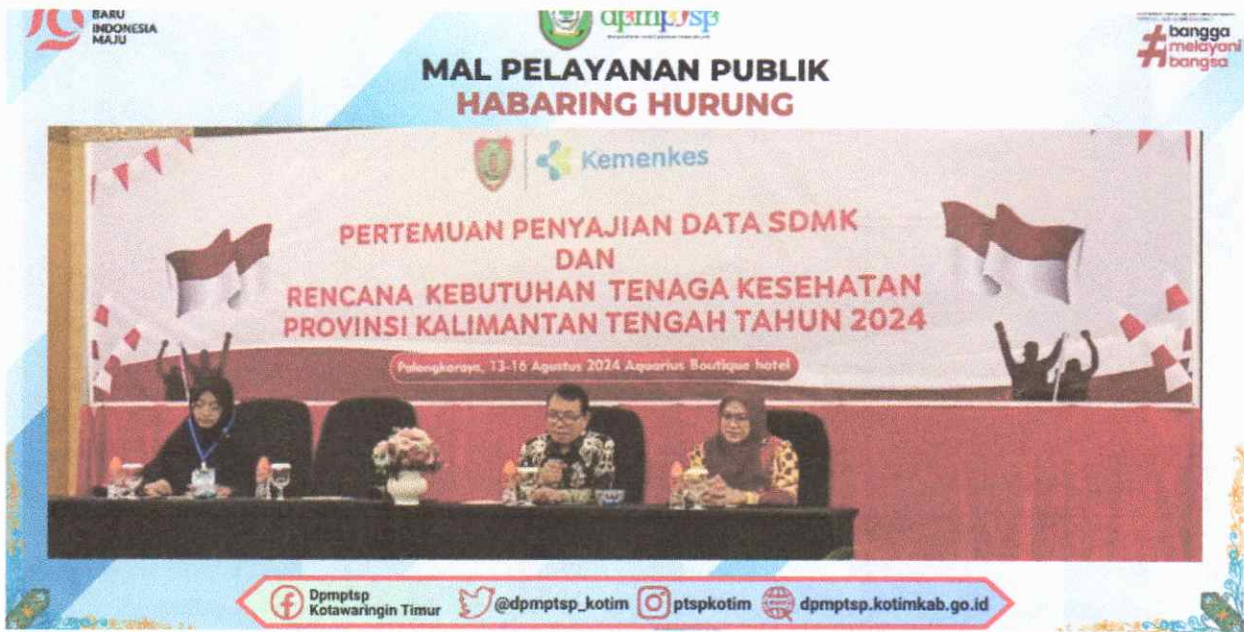 BARU
INDONESIA
MAJU
dpmptsp
#bangga
melayani
bangsa
MAL PELAYANAN PUBLIK
HABARING HURUNG
Kemenkes
PERTEMUAN PENYAJIAN DATA SDMK
DAN
RENCANA KEBUTUHAN TENAGA KESEHATAN
PROVINSI KALIMANTAN TENGAH TAHUN 2024
Palangkaraya, 13-16 Agustus 2024 Aquarius Boutique hotel
Dpmptsp
Kotawaringin Timur
@dpmptsp_kotim
ptspkotim
dpmptsp.kotimkab.go.id